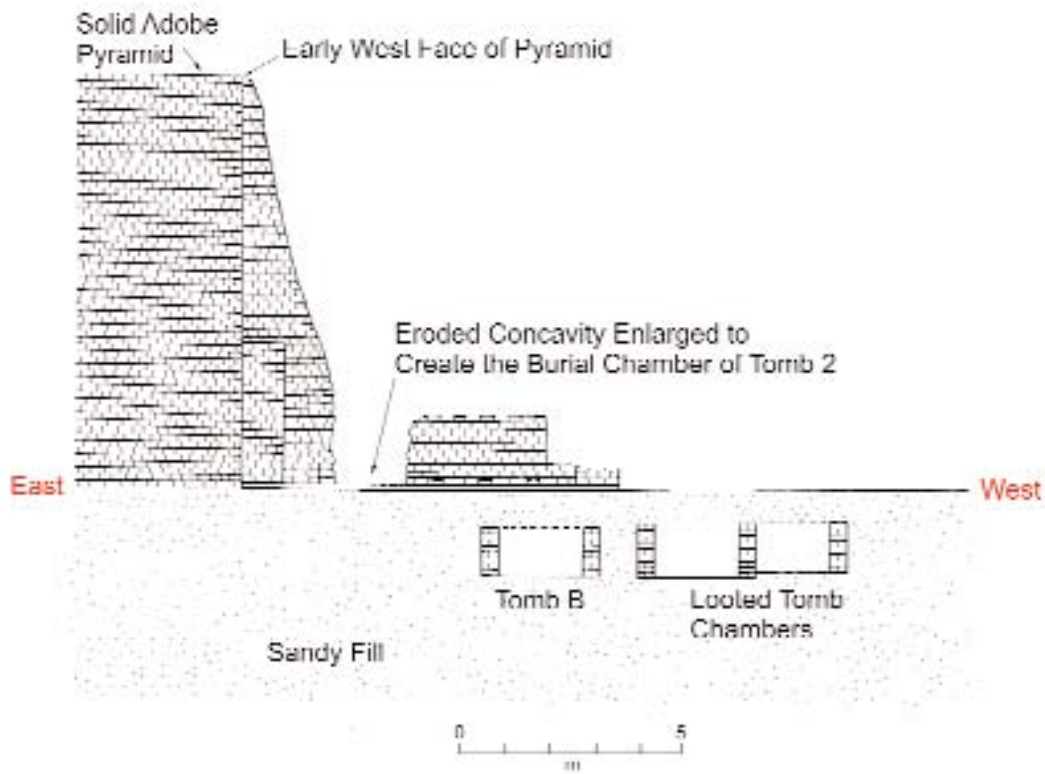 Solid Adobe
Pyramid
Early West Face of Pyramid
Eroded Concavity Enlarged to
Create the Burial Chamber of Tomb 2
East
West
Tomb B
Looted Tomb
Chambers
Sandy Fill
0
5
m